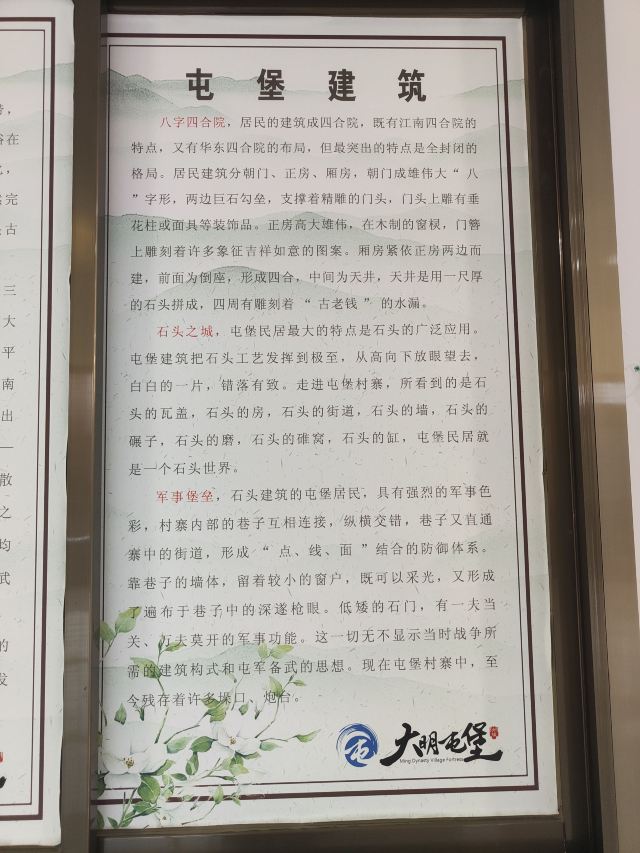 屯堡建筑
八字四合院，居民的建筑成四合院，既有江南四合院的
特点，又有华东四合院的布局，但最突出的特点是全封闭的
格局。居民建筑分朝门、正房、厢房，朝门成雄伟大“ 八
”字形，两边巨石勾垒，支撑着精雕的门头，门头上雕有垂
花柱或面具等装饰品。正房高大雄伟，在木制的窗棂，门簪
上雕刻着许多象征吉祥如意的图案。厢房紧依正房两边而
建，前面为倒座，形成四合，中间为天井，天井是用一尺厚
的石头拼成，四周有雕刻着 “ 古老钱 ” 的水漏。
石头之城，屯堡民居最大的特点是石头的广泛应用。
屯堡建筑把石头工艺发挥到极至，从高向下放眼望去，
白白的一片，错落有致。走进屯堡村寨，所看到的是石
头的瓦盖，石头的房，石头的街道，石头的墙，石头的
碾子，石头的磨，石头的碓窝，石头的缸，屯堡民居就
是一个石头世界。
军事堡垒，石头建筑的屯堡居民，具有强烈的军事色
彩，村寨内部的巷子互相连接，纵横交错，巷子又直通
寨中的街道，形成 “ 点、线、面 ”结合的防御体系。
靠巷子的墙体，留着较小的窗户，既可以采光，又形成
了遍布于巷子中的深邃枪眼。低矮的石门，有一夫当
关、万夫莫开的军事功能。这一切无不显示当时战争所
需的建筑构式和屯军备武的思想。现在屯堡村寨中，至
今残存着许多垛口、炮台。
大明屯堡
Ming Dynasty Village Fortress
谷在
然完
古
三
大
平
南
出
散
之
均
武
的
发